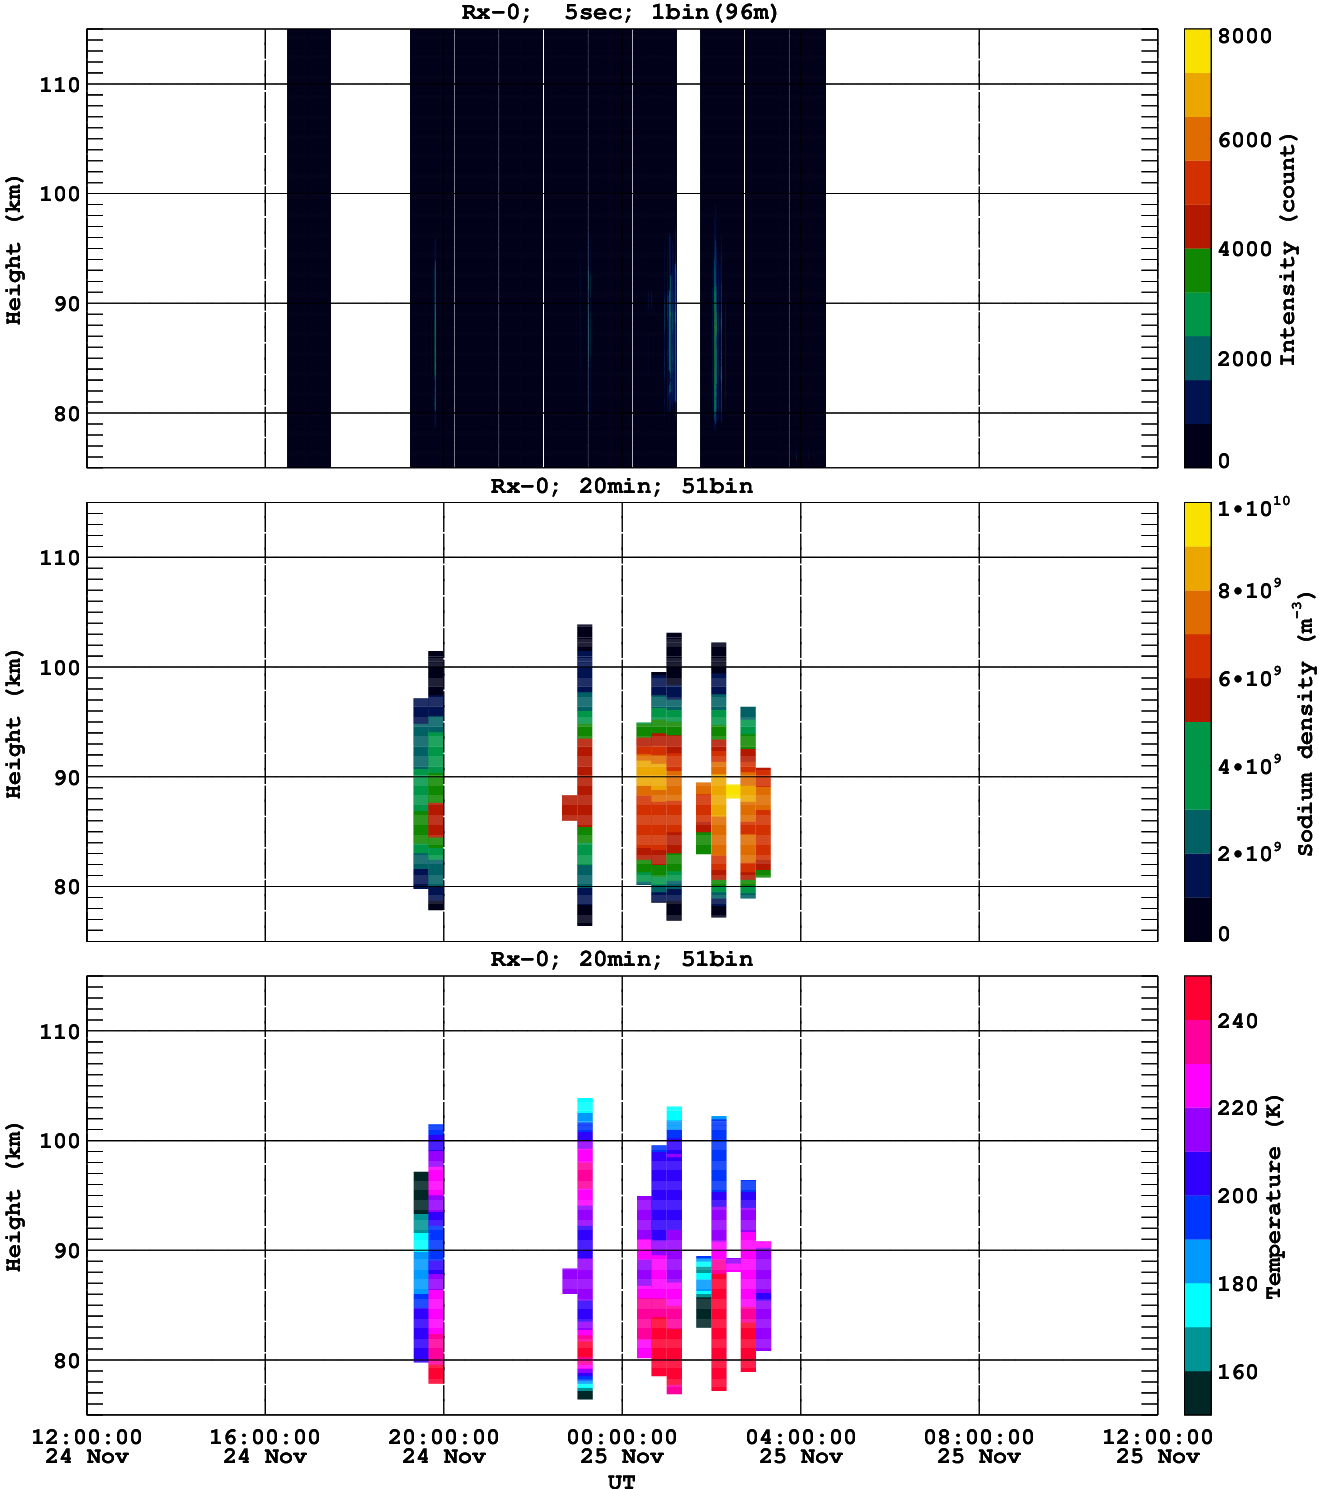 Rx-0;  5sec; 1bin(96m)
110
100
90
80
Height (km)
8000
6000
4000
2000
0
Intensity (count)
Rx-0; 20min; 51bin
110
100
90
80
Height (km)
1•10¹⁰
8•10⁹
6•10⁹
4•10⁹
2•10⁹
0
Sodium density (m⁻³)
Rx-0; 20min; 51bin
110
100
90
80
Height (km)
240
220
200
180
160
Temperature (K)
12:00:00 16:00:00 20:00:00 00:00:00 04:00:00 08:00:00 12:00:00
24 Nov 24 Nov 24 Nov 25 Nov 25 Nov 25 Nov 25 Nov
UT